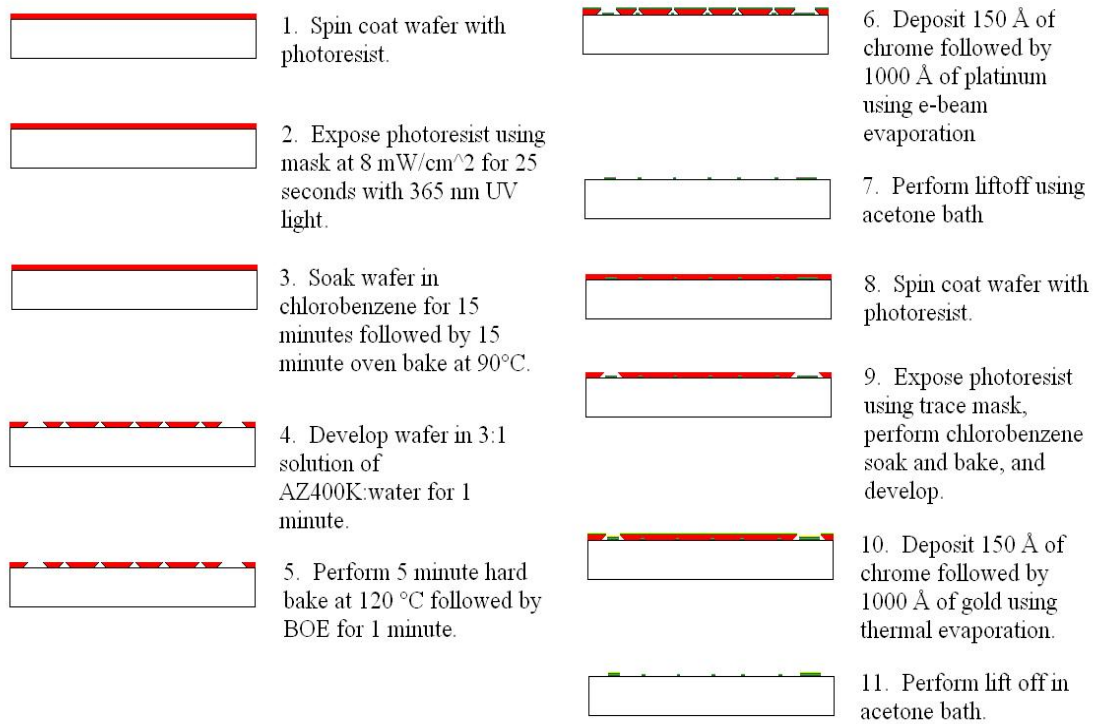 1. Spin coat wafer with
photoresist.
2. Expose photoresist using
mask at 8 mW/cm^2 for 25
seconds with 365 nm UV
light.
3. Soak wafer in
chlorobenzene for 15
minutes followed by 15
minute oven bake at 90°C.
4. Develop wafer in 3:1
solution of
AZ400K:water for 1
minute.
5. Perform 5 minute hard
bake at 120 °C followed by
BOE for 1 minute.
6. Deposit 150 Å of
chrome followed by
1000 Å of platinum
using e-beam
evaporation
7. Perform liftoff using
acetone bath
8. Spin coat wafer with
photoresist.
9. Expose photoresist
using trace mask,
perform chlorobenzene
soak and bake, and
develop.
10. Deposit 150 Å of
chrome followed by
1000 Å of gold using
thermal evaporation.
11. Perform lift off in
acetone bath.